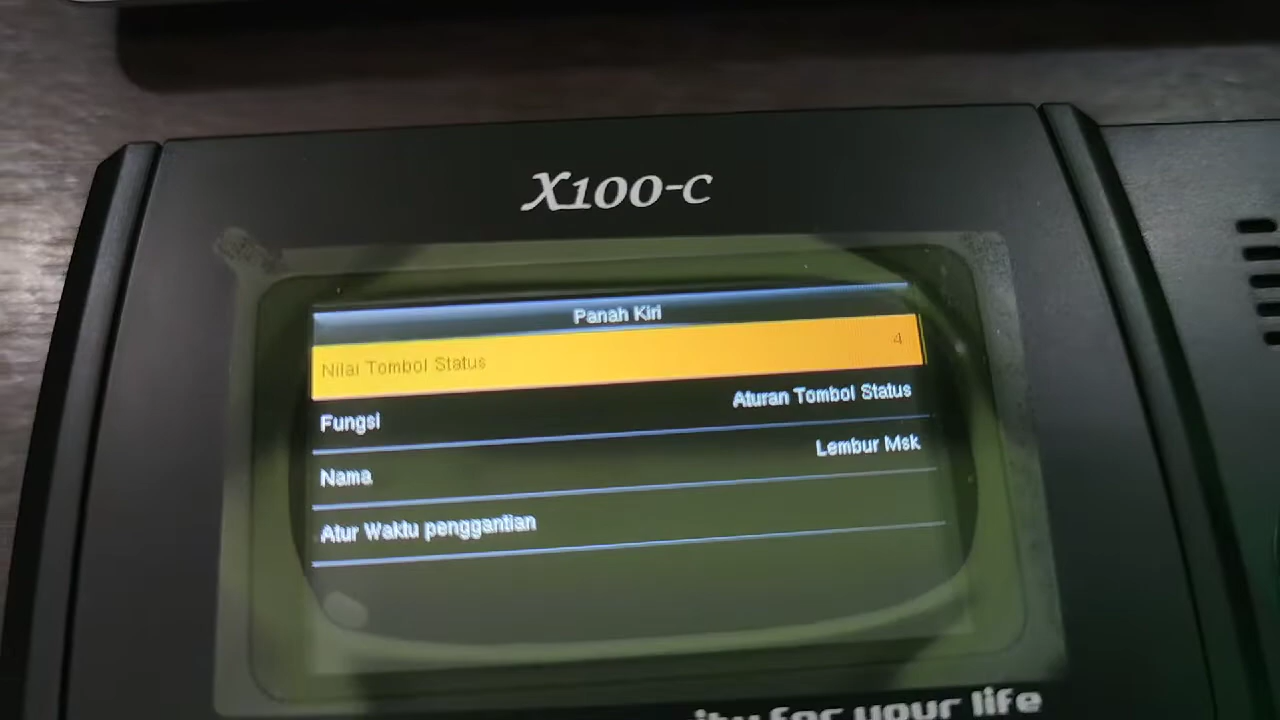 X100-C
Panah Kiri
Nilai Tombol Status 4
Fungsi Aturan Tombol Status
Nama Lembur Msk
Atur Waktu penggantian
for your life